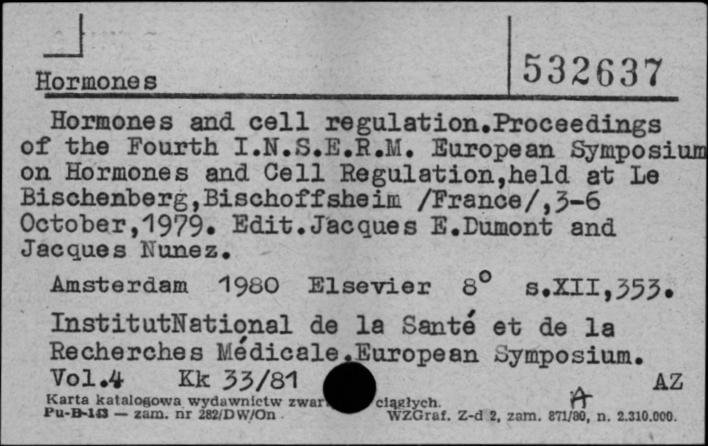 532637
Hormones
Hormones and cell regulation.Proceedings
of the Fourth I.N.S.E.R.M. European Symposium
on Hormones and Cell Regulation,held at Le
Bischenberg,Bischoffsheim /France/,3-6
October,1979. Edit.Jacques E.Dumont and
Jacques Nunez.
Amsterdam 1980 Elsevier 8° s.XII,353.
InstitutNational de la Santé et de la
Recherches Médicale.European Symposium.
Vol.4 Kk 33/81 AZ
Karta katalogowa wydawnictw ciągłych. A
Pu-B-143 — zam. nr 282/DW/On WZGraf. Z-d 2, zam. 871/80, n. 2.310.000.